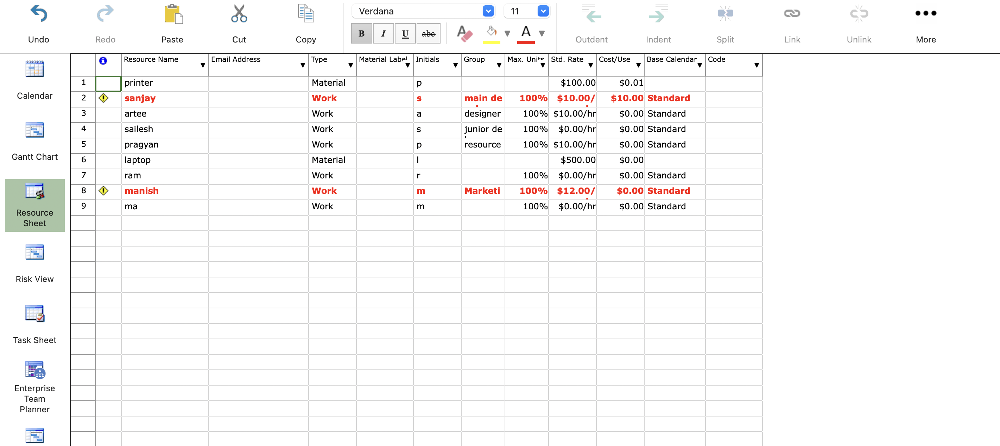 Undo Redo Paste Cut Copy Verdana 11 B I U abc A A Outdent Indent Split Link Unlink More
Calendar
Gantt Chart
Resource
Sheet
Risk View
Task Sheet
Enterprise
Team
Planner
Resource Name Email Address Type Material Label Initials Group Max. Units Std. Rate Cost/Use Base Calendar Code
1 printer Material p $100.00 $0.01
2 sanjay Work s main de 100% $10.00/ $10.00 Standard
3 artee Work a designer 100% $10.00/hr $0.00 Standard
4 sailesh Work s junior de 100% $0.00/hr $0.00 Standard
5 pragyan Work p resource 100% $10.00/hr $0.00 Standard
6 laptop Material l $500.00 $0.00
7 ram Work r 100% $0.00/hr $0.00 Standard
8 manish Work m Marketi 100% $12.00/ $0.00 Standard
9 ma Work m 100% $0.00/hr $0.00 Standard